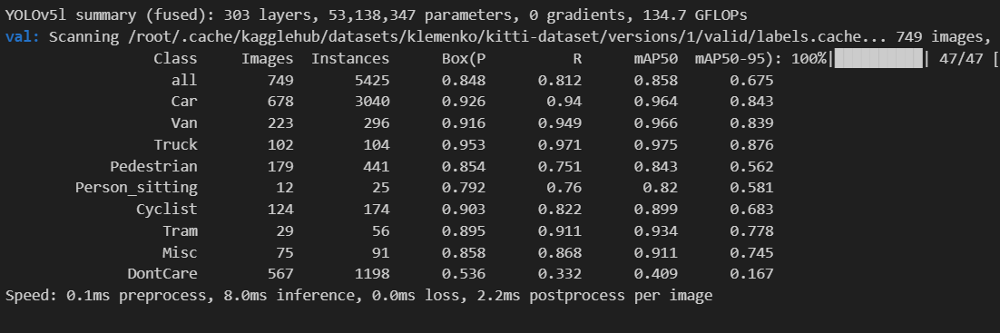 YOLOv5l summary (fused): 303 layers, 53,138,347 parameters, 0 gradients, 134.7 GFLOPs
val: Scanning /root/.cache/kagglehub/datasets/klemenko/kitti-dataset/versions/1/valid/labels.cache... 749 images,
Class Images Instances Box(P R mAP50 mAP50-95): 100%|██████████| 47/47 [
all 749 5425 0.848 0.812 0.858 0.675
Car 678 3040 0.926 0.94 0.964 0.843
Van 223 296 0.916 0.949 0.966 0.839
Truck 102 104 0.953 0.971 0.975 0.876
Pedestrian 179 441 0.854 0.751 0.843 0.562
Person_sitting 12 25 0.792 0.76 0.82 0.581
Cyclist 124 174 0.903 0.822 0.899 0.683
Tram 29 56 0.895 0.911 0.934 0.778
Misc 75 91 0.858 0.868 0.911 0.745
DontCare 567 1198 0.536 0.332 0.409 0.167
Speed: 0.1ms preprocess, 8.0ms inference, 0.0ms loss, 2.2ms postprocess per image